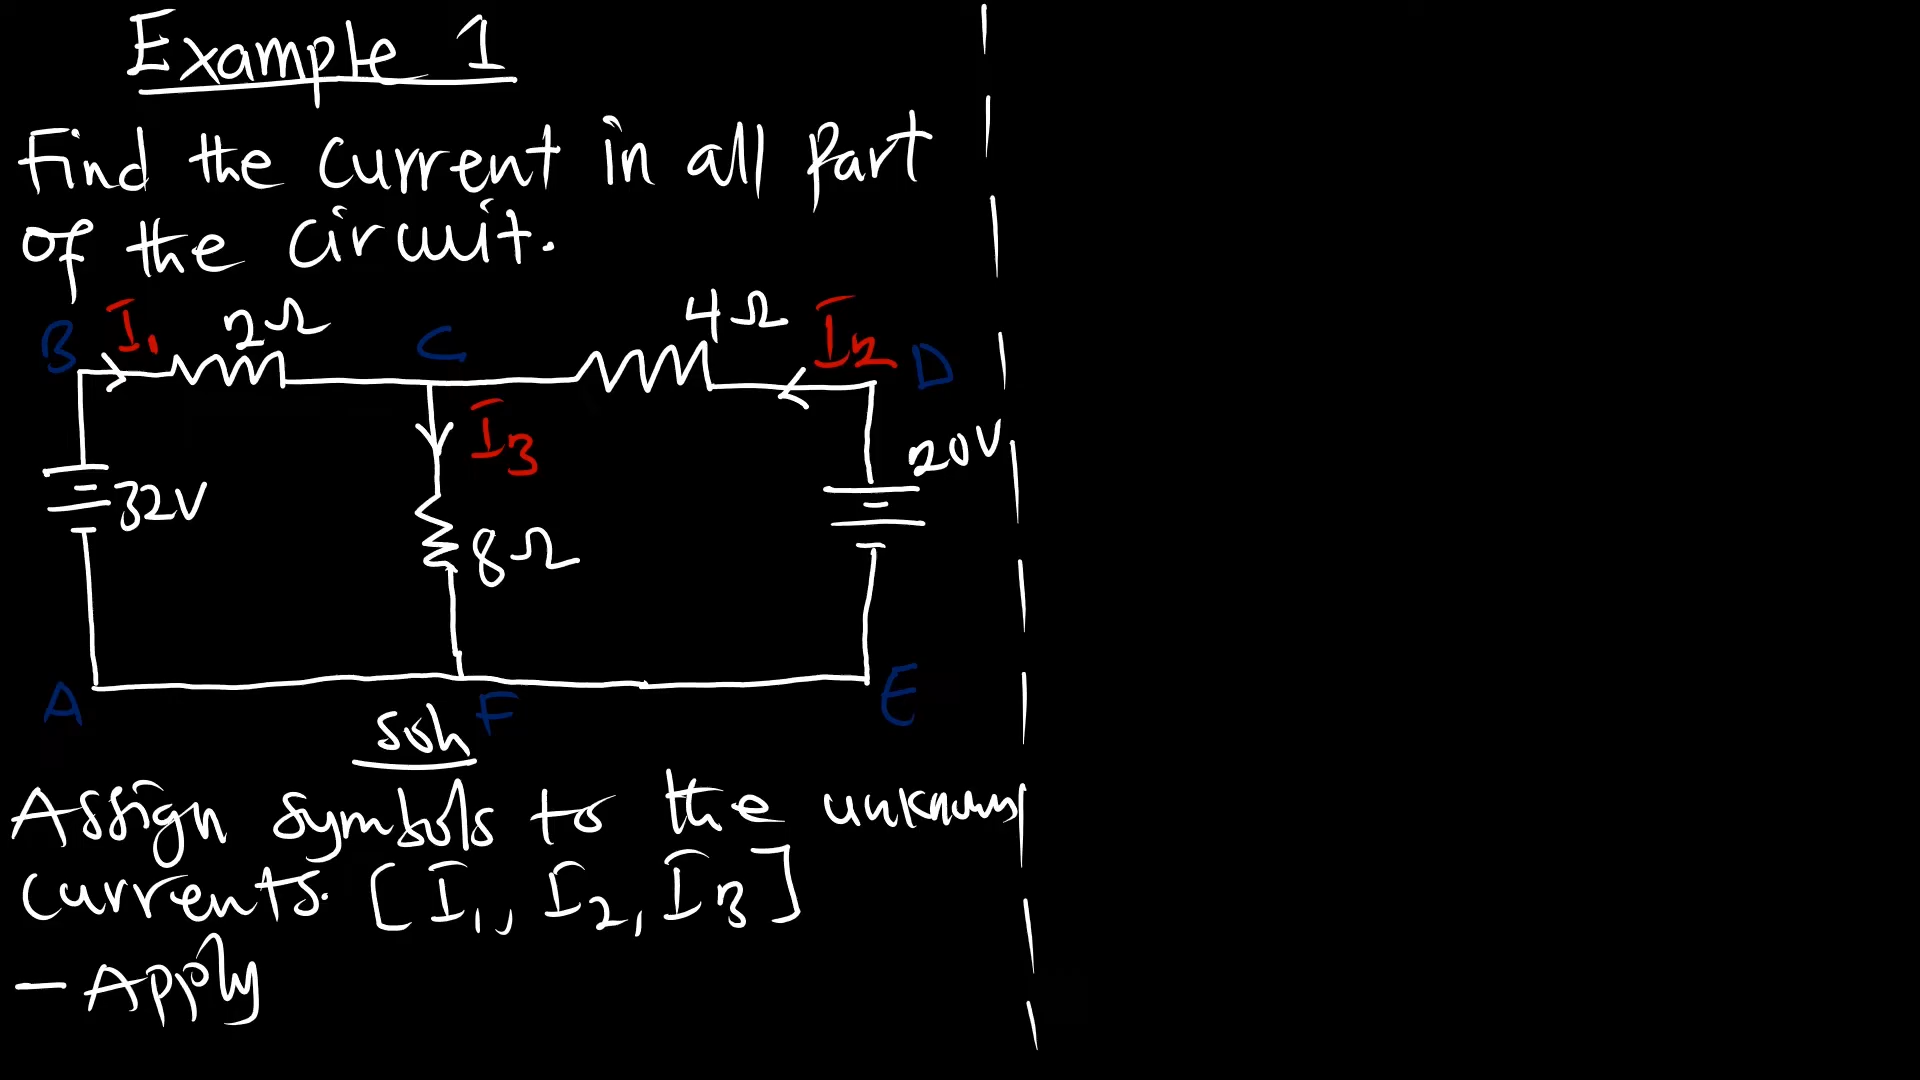 Example 1
Find the current in all part
of the circuit.
B I₁ 2Ω C 4Ω I₂ D
I₃ 20V
32V 8Ω
A F E
soln
Assign symbols to the unknown
currents. [I₁, I₂, I₃]
- Apply